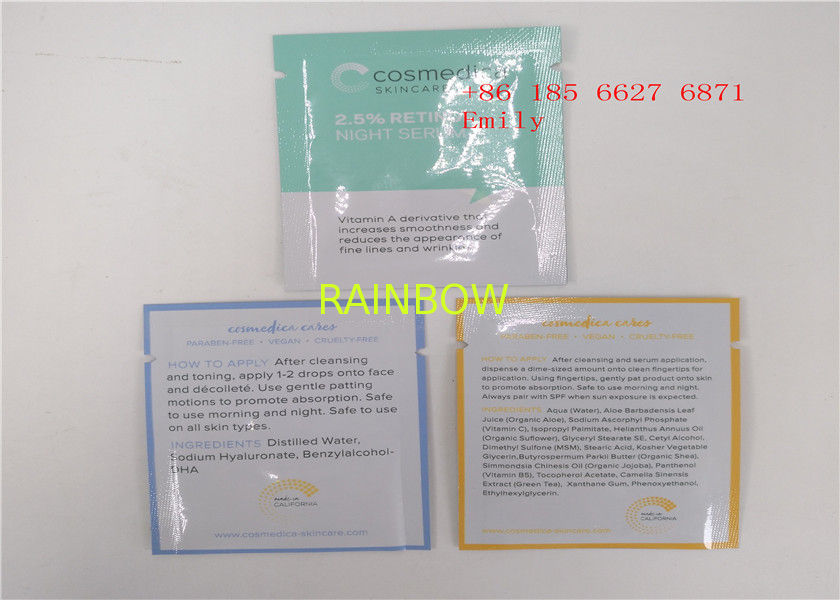 cosmedica
SKINCARE
+86 185 6627 6871
2.5% RETINOL
Emily
NIGHT SERUM
Vitamin A derivative that
increases smoothness and
reduces the appearance of
fine lines and wrinkles
RAINBOW
cosmedica cares
PARABEN-FREE • VEGAN • CRUELTY-FREE
HOW TO APPLY After cleansing
and toning, apply 1-2 drops onto face
and décolleté. Use gentle patting
motions to promote absorption. Safe
to use morning and night. Safe to use
on all skin types.
INGREDIENTS Distilled Water,
Sodium Hyaluronate, Benzylalcohol-
DHA
made in
CALIFORNIA
www.cosmedica-skincare.com
cosmedica cares
PARABEN-FREE • VEGAN • CRUELTY-FREE
HOW TO APPLY After cleansing and serum application,
dispense a dime-sized amount onto clean fingertips for
application. Using fingertips, gently pat product onto skin
to promote absorption. Safe to use morning and night.
Always pair with SPF when sun exposure is expected.
INGREDIENTS Aqua (Water), Aloe Barbadensis Leaf
Juice (Organic Aloe), Sodium Ascorphyl Phosphate
(Vitamin C), Isopropyl Palmitate, Helianthus Annuus Oil
(Organic Suflower), Glyceryl Stearate SE, Cetyl Alcohol,
Dimethyl Sulfone (MSM), Stearic Acid, Kosher Vegetable
Glycerin,Butyrospermum Parkii Butter (Organic Shea),
Simmondsia Chinesis Oil (Organic Jojoba), Panthenol
(Vitamin B5), Tocopherol Acetate, Camelia Sinensis
Extract (Green Tea), Xanthane Gum, Phenoxyethanol,
Ethylhexylglycerin.
made in
CALIFORNIA
www.cosmedica-skincare.com